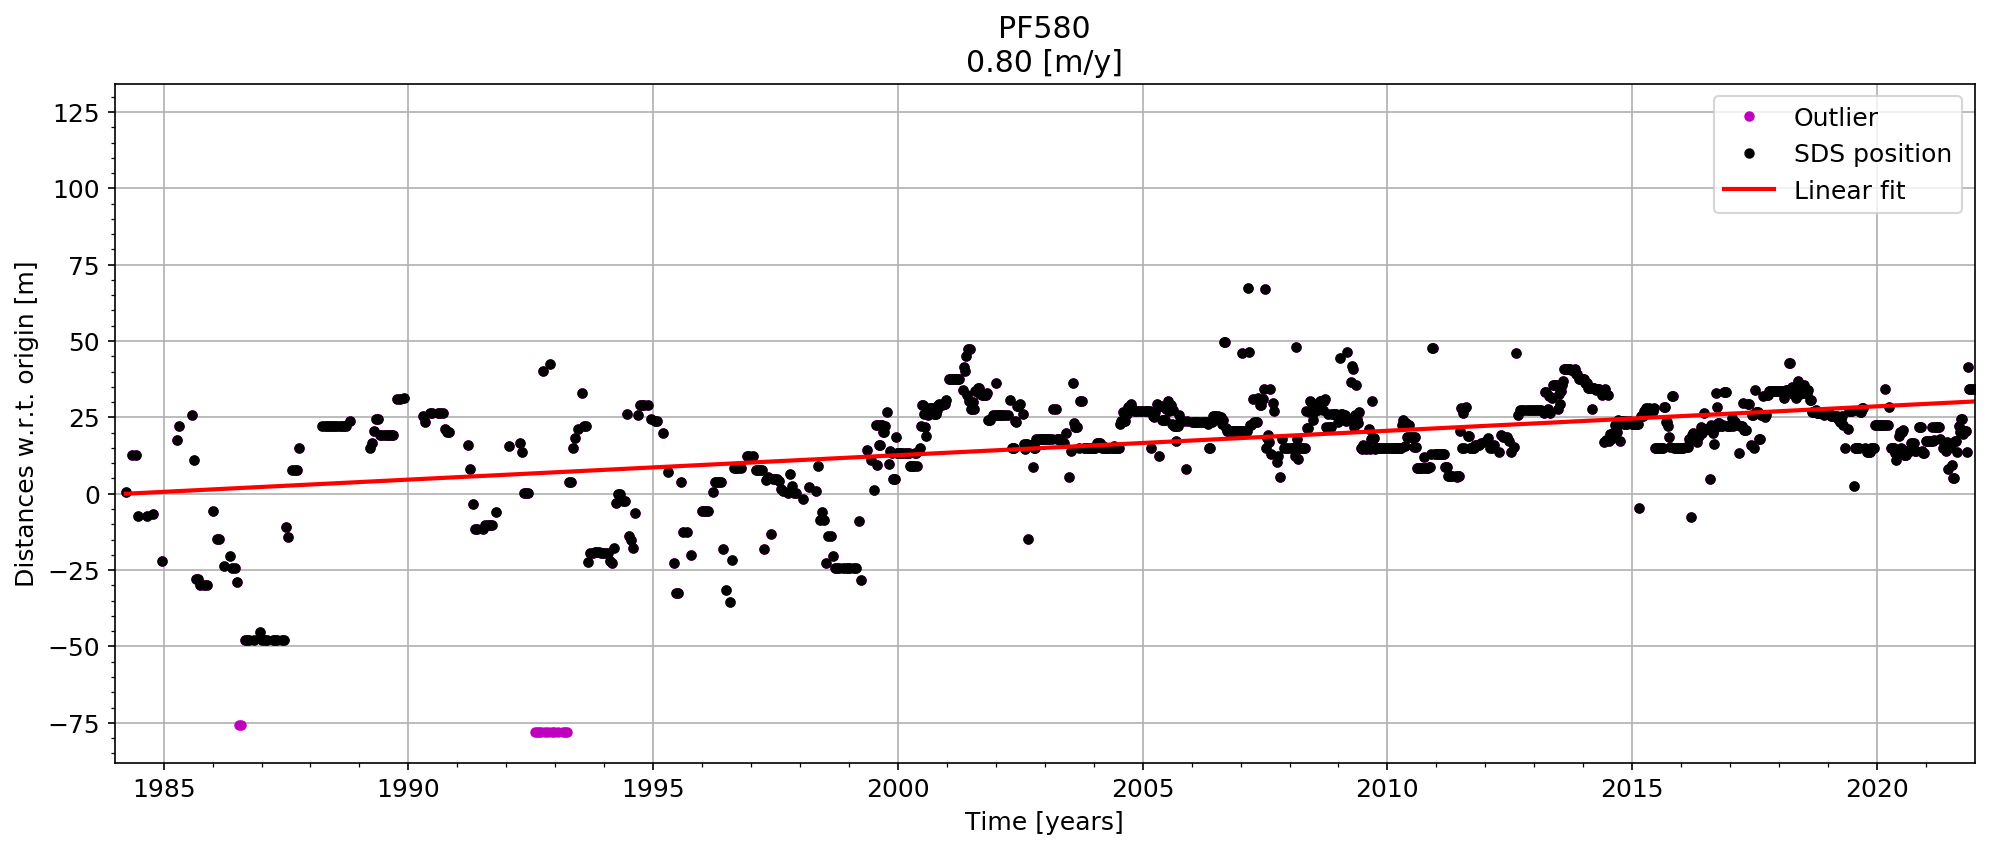 PF580
0.80 [m/y]
Distances w.r.t. origin [m]
125
100
75
50
25
0
−25
−50
−75
Outlier
SDS position
Linear fit
1985 1990 1995 2000 2005 2010 2015 2020
Time [years]